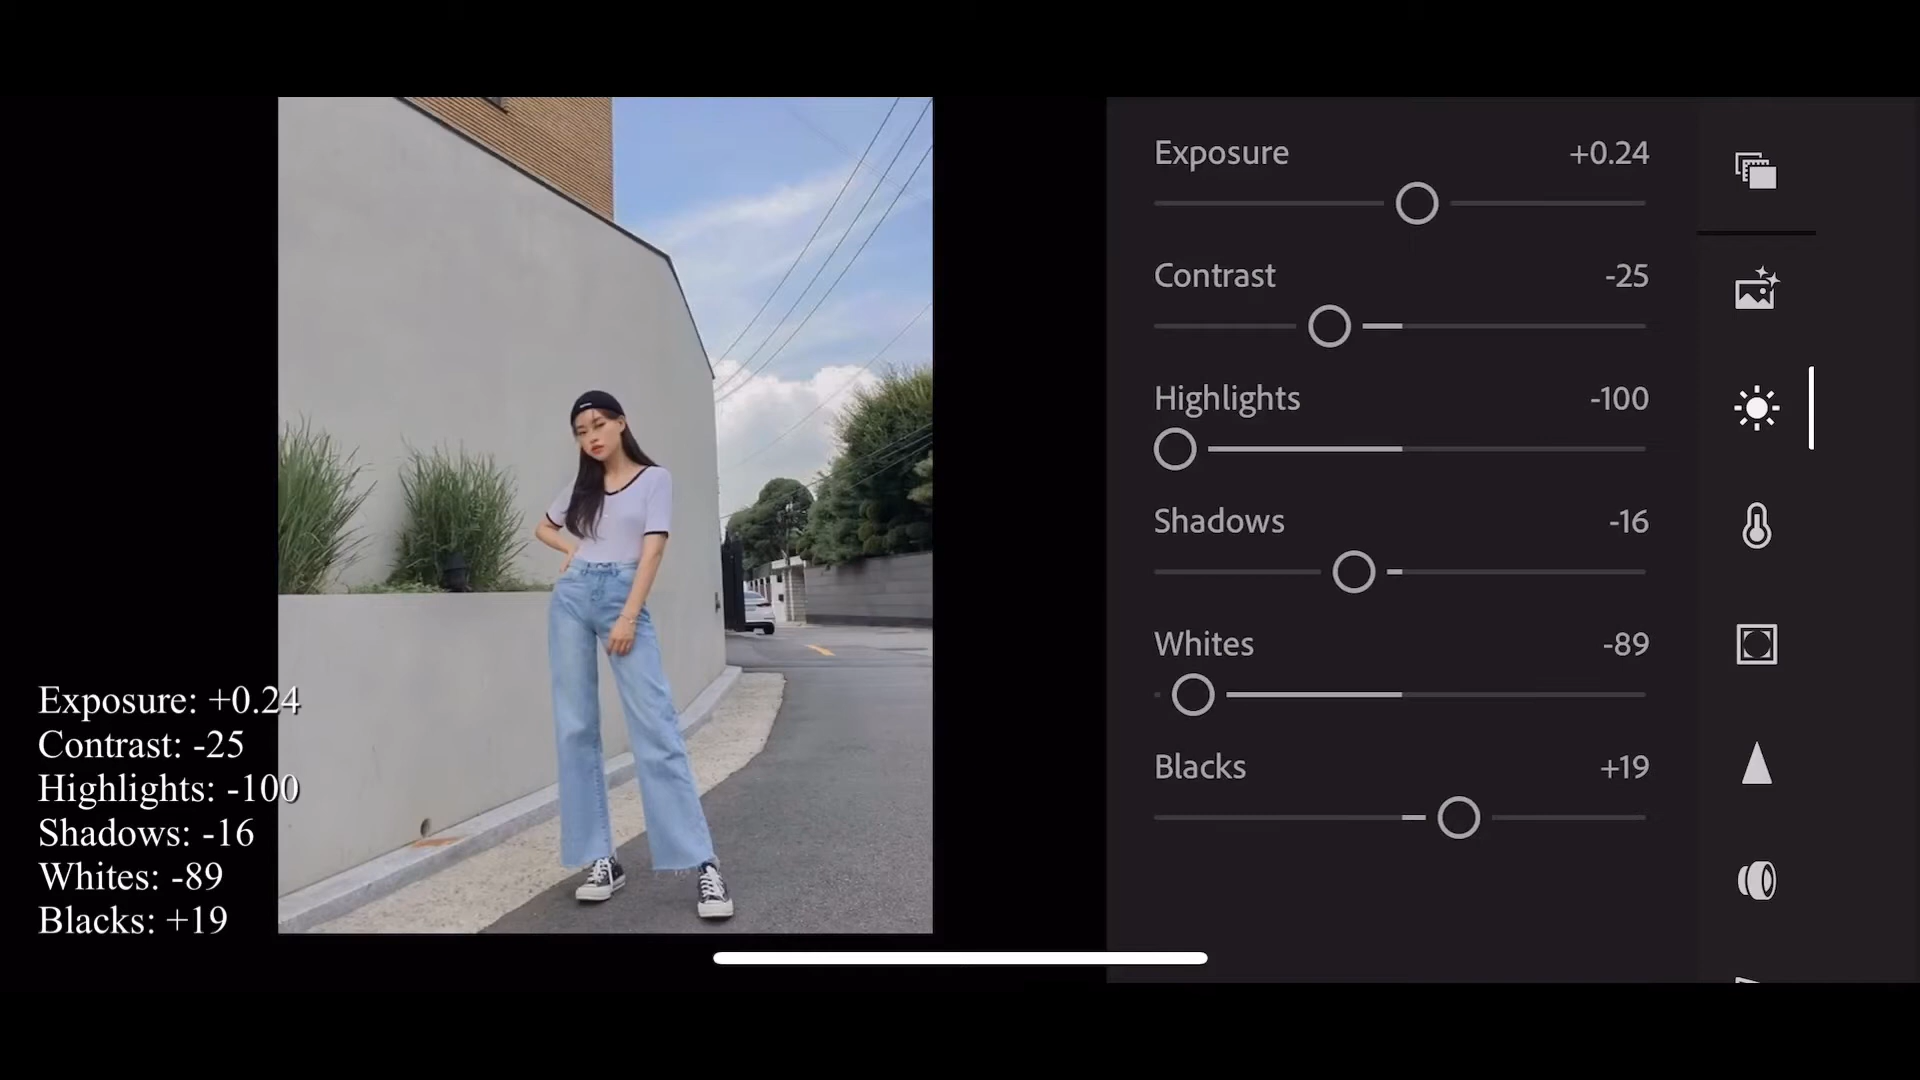 Exposure +0.24
Contrast -25
Highlights -100
Shadows -16
Whites -89
Blacks +19
Exposure: +0.24
Contrast: -25
Highlights: -100
Shadows: -16
Whites: -89
Blacks: +19